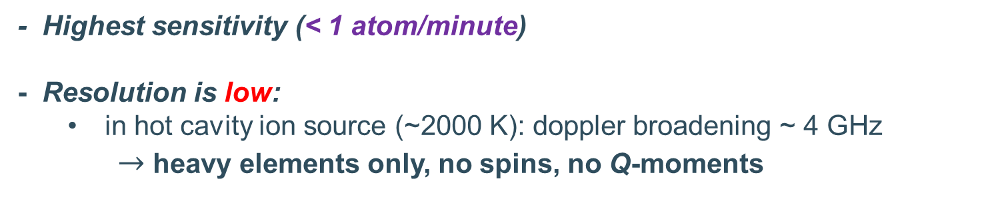 - Highest sensitivity (< 1 atom/minute)
- Resolution is low:
• in hot cavity ion source (~2000 K): doppler broadening ~ 4 GHz
→ heavy elements only, no spins, no Q-moments